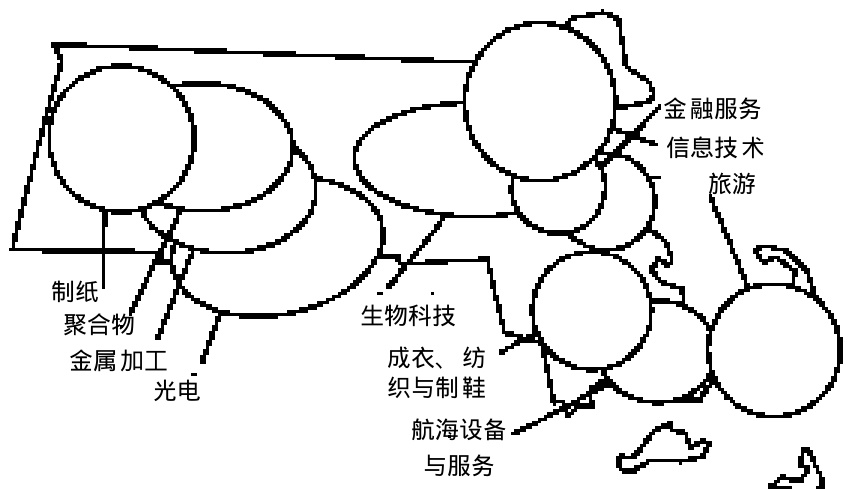 金融服务
信息技术
旅游
制纸
聚合物
金属加工
光电
生物科技
成衣、纺
织与制鞋
航海设备
与服务